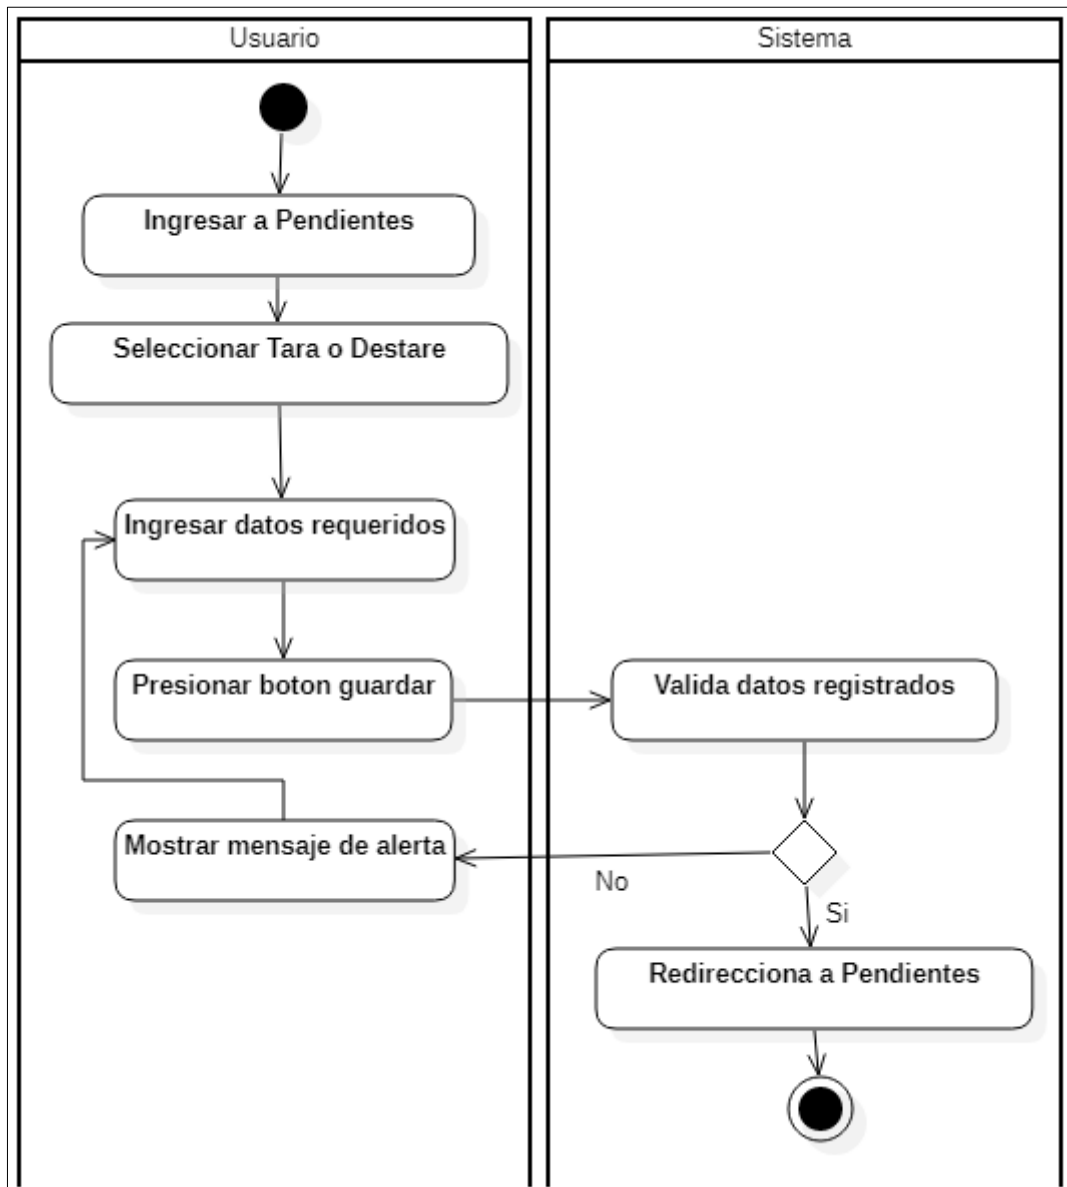 Usuario
Sistema
Ingresar a Pendientes
Seleccionar Tara o Destare
Ingresar datos requeridos
Presionar boton guardar
Valida datos registrados
Mostrar mensaje de alerta
No
Si
Redirecciona a Pendientes